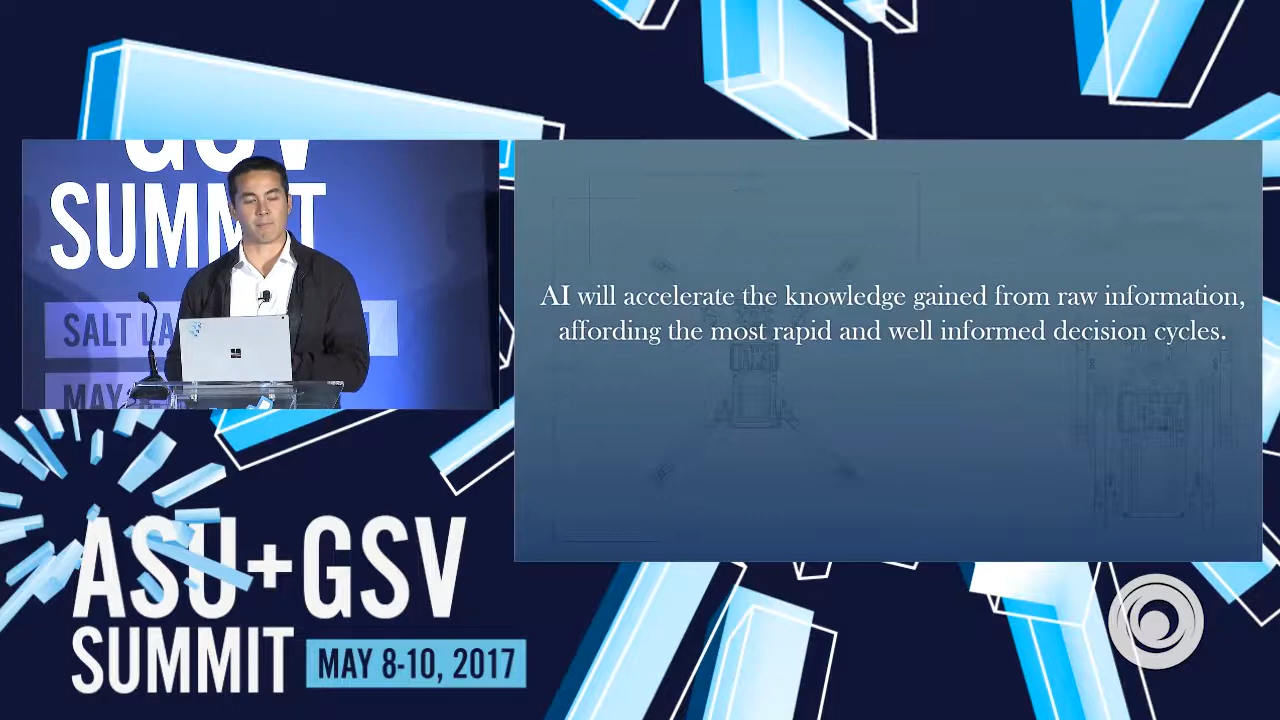 GSV
SUMMIT
SALT LA
MAY
AI will accelerate the knowledge gained from raw information,
affording the most rapid and well informed decision cycles.
ASU+GSV
SUMMIT
MAY 8-10, 2017